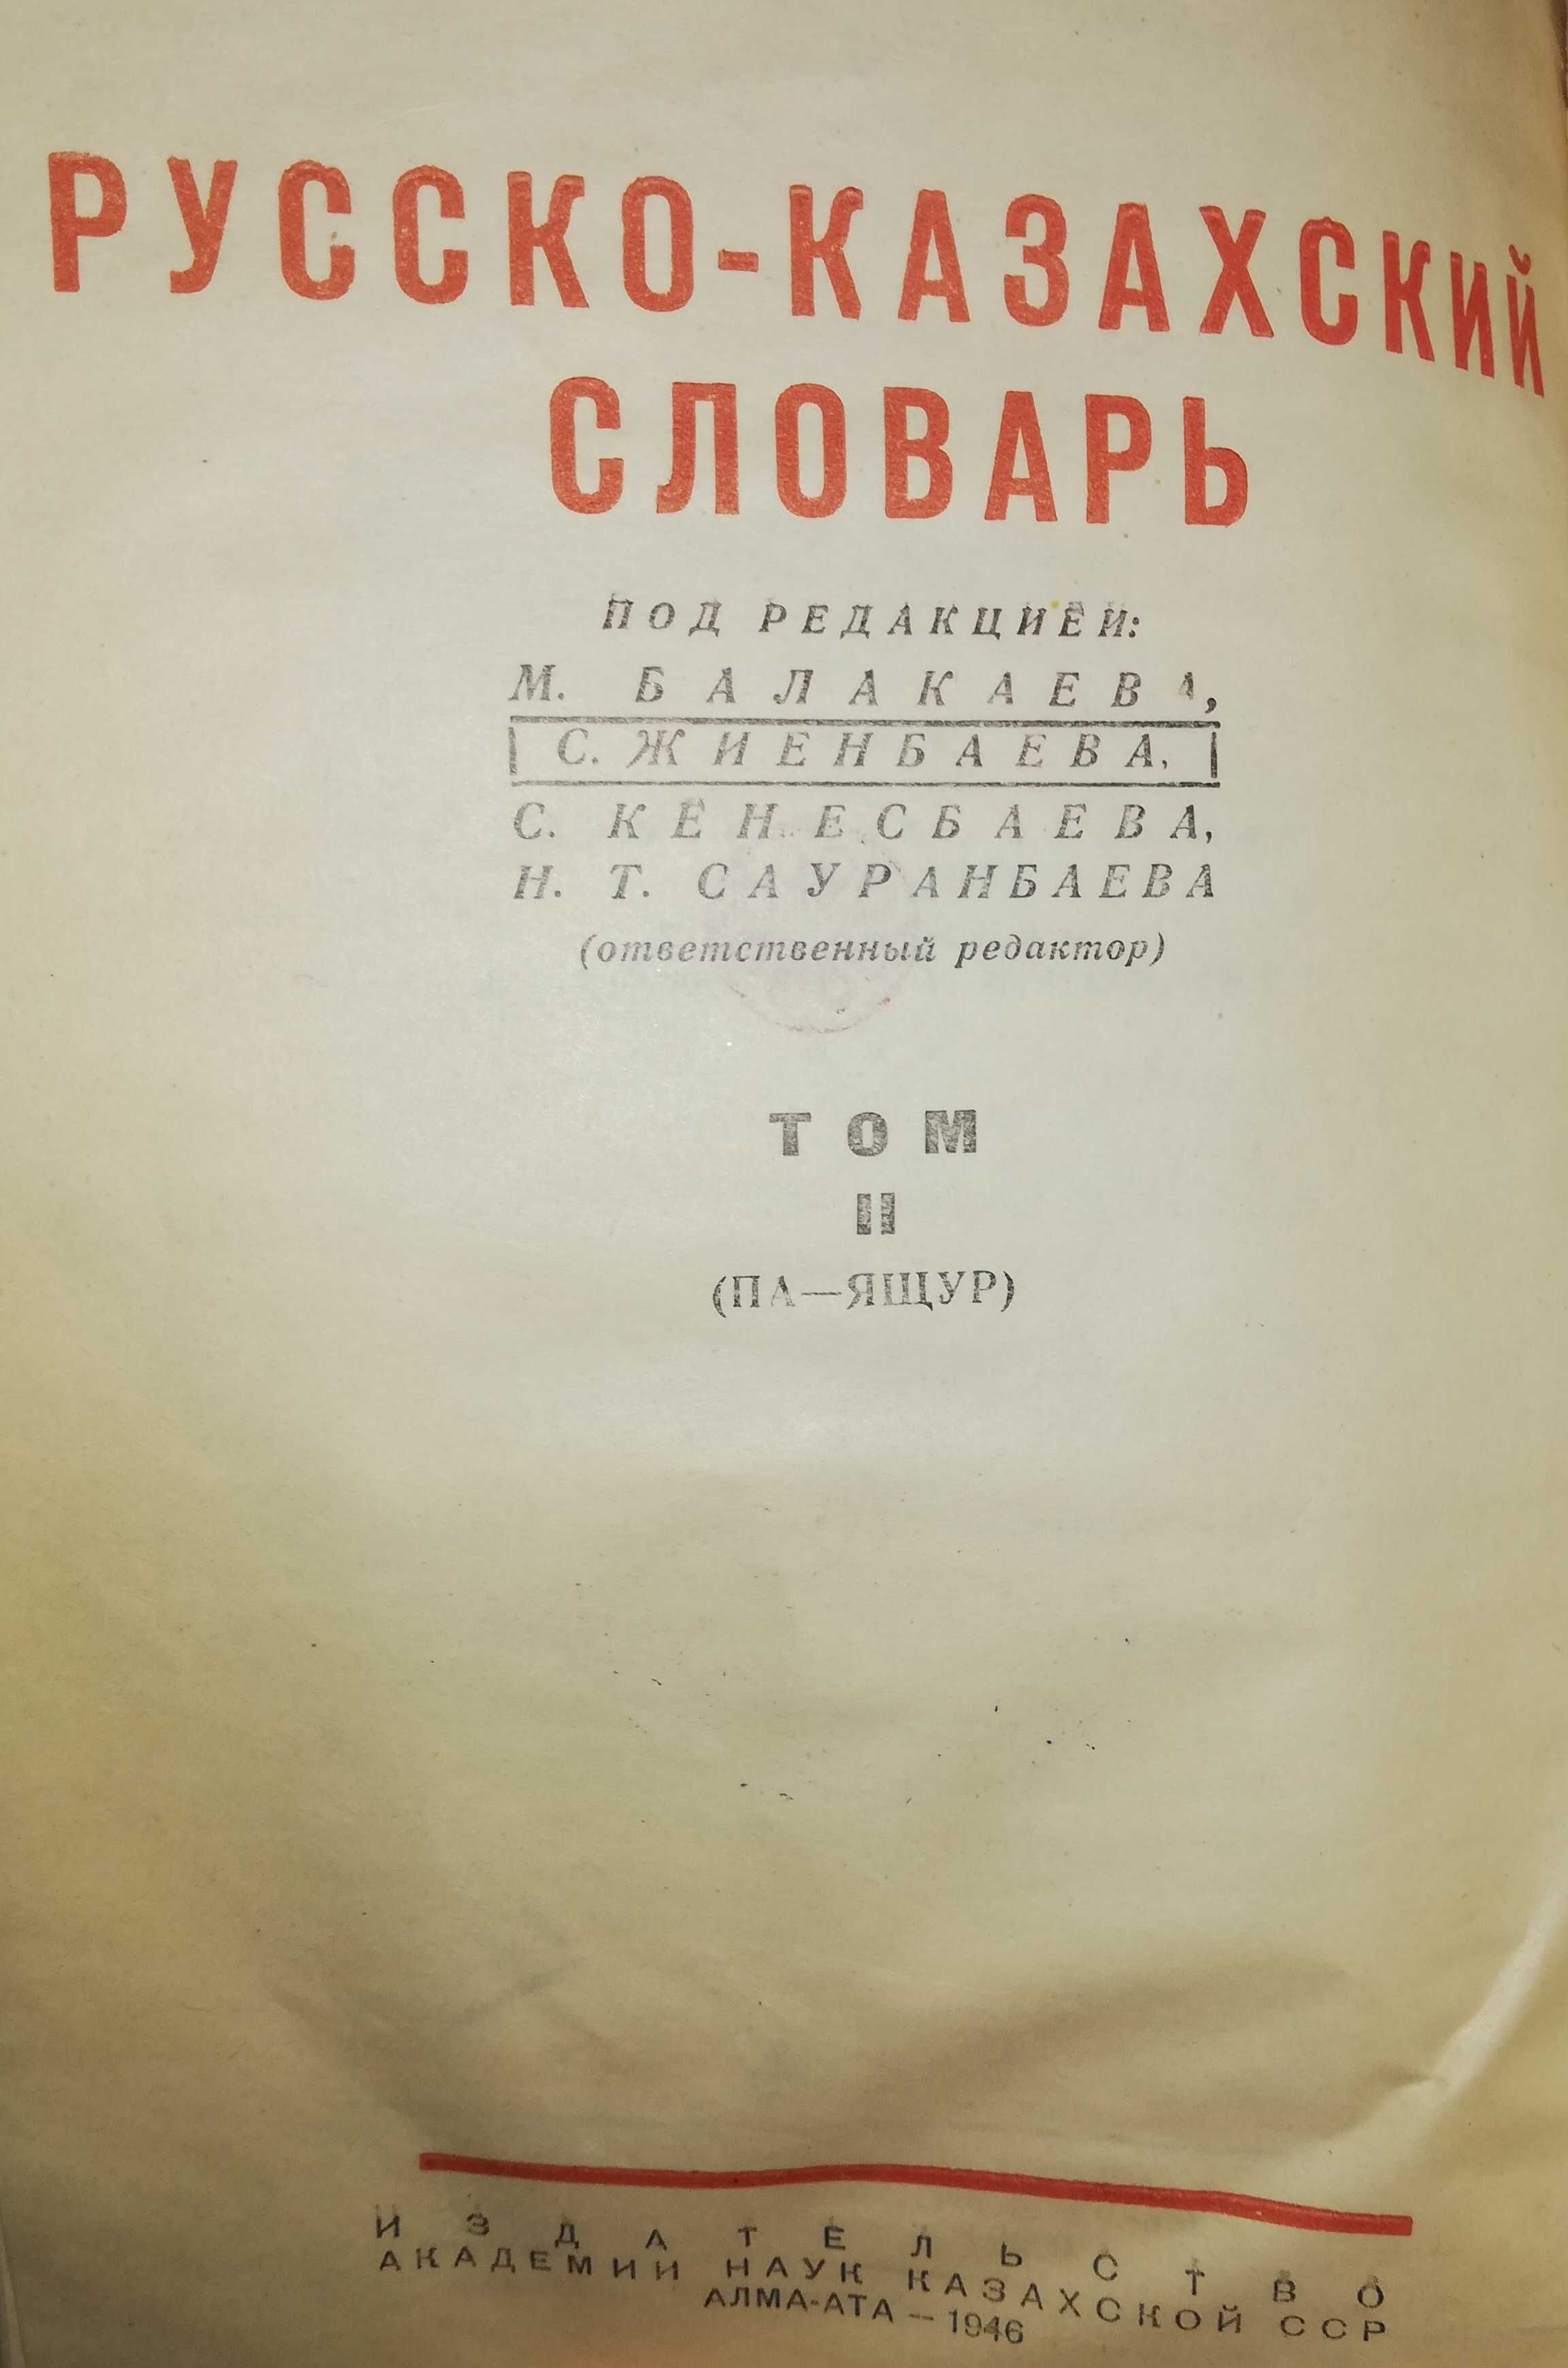 РУССКО-КАЗАХСКИЙ
СЛОВАРЬ
ПОД РЕДАКЦИЕЙ:
М. БАЛАКАЕВА,
С. ЖИЕНБАЕВА,
С. КЕНЕСБАЕВА,
Н. Т. САУРАНБАЕВА
(ответственный редактор)
ТОМ
II
(ПА—ЯЩУР)
ИЗДАТЕЛЬСТВО
АКАДЕМИИ НАУК КАЗАХСКОЙ ССР
АЛМА-АТА — 1946